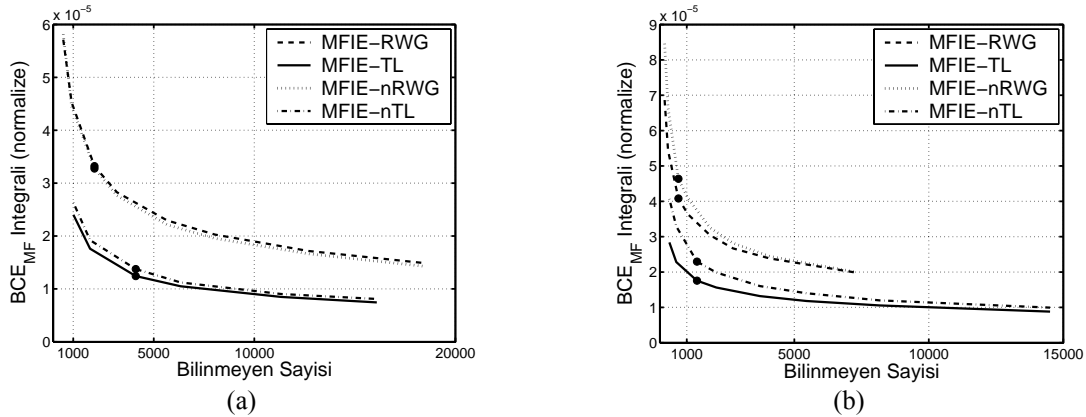 x 10⁻⁵
6
5
4
3
2
1
0
BCE_MF Integrali (normalize)
MFIE−RWG
MFIE−TL
MFIE−nRWG
MFIE−nTL
1000 5000 10000 20000
Bilinmeyen Sayisi
(a)
x 10⁻⁵
9
8
7
6
5
4
3
2
1
0
BCE_MF Integrali (normalize)
MFIE−RWG
MFIE−TL
MFIE−nRWG
MFIE−nTL
1000 5000 10000 15000
Bilinmeyen Sayisi
(b)